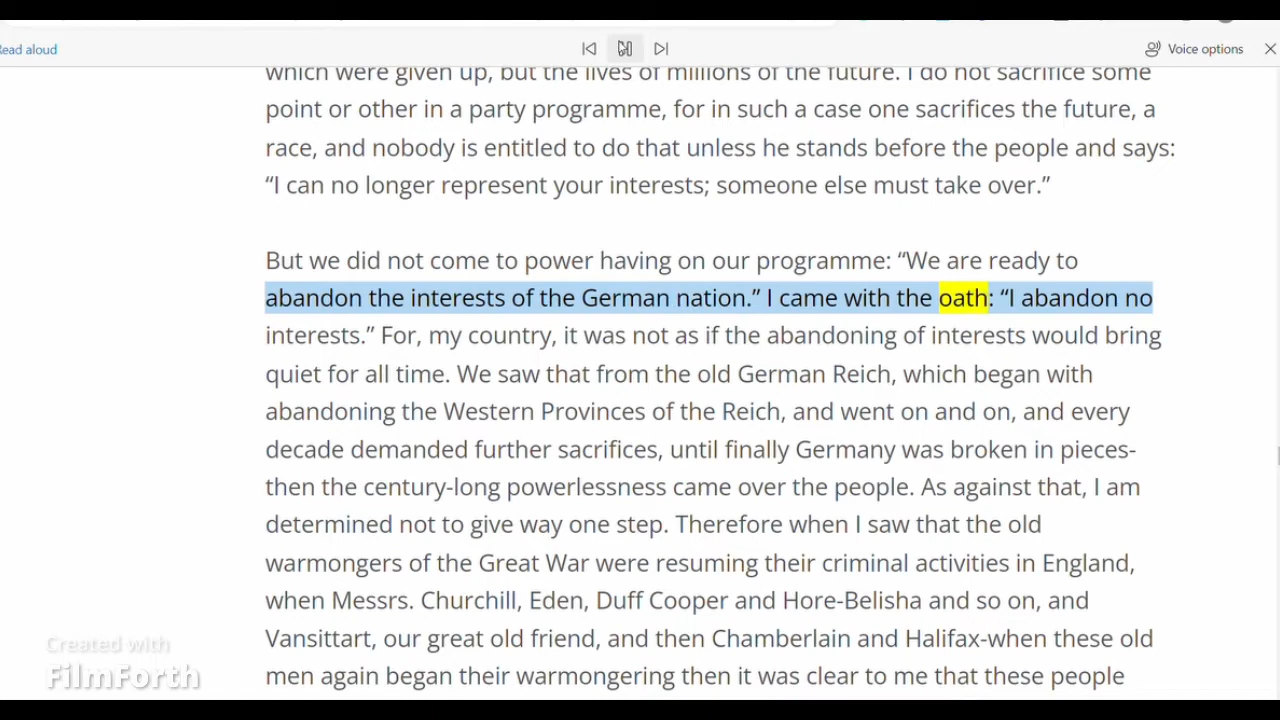 Read aloud
Voice options
which were given up, but the lives of millions of the future. I do not sacrifice some
point or other in a party programme, for in such a case one sacrifices the future, a
race, and nobody is entitled to do that unless he stands before the people and says:
“I can no longer represent your interests; someone else must take over.”
But we did not come to power having on our programme: “We are ready to
abandon the interests of the German nation.” I came with the oath: “I abandon no
interests.” For, my country, it was not as if the abandoning of interests would bring
quiet for all time. We saw that from the old German Reich, which began with
abandoning the Western Provinces of the Reich, and went on and on, and every
decade demanded further sacrifices, until finally Germany was broken in pieces-
then the century-long powerlessness came over the people. As against that, I am
determined not to give way one step. Therefore when I saw that the old
warmongers of the Great War were resuming their criminal activities in England,
when Messrs. Churchill, Eden, Duff Cooper and Hore-Belisha and so on, and
Vansittart, our great old friend, and then Chamberlain and Halifax-when these old
men again began their warmongering then it was clear to me that these people
Created with
FilmForth